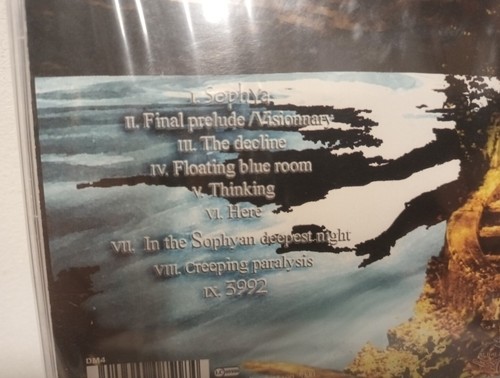 I. Sophya
II. Final prelude /Visionnary
III. The decline
IV. Floating blue room
V. Thinking
VI. Here
VII. In the Sophyan deepest night
VIII. Creeping paralysis
IX. 3992
DM4